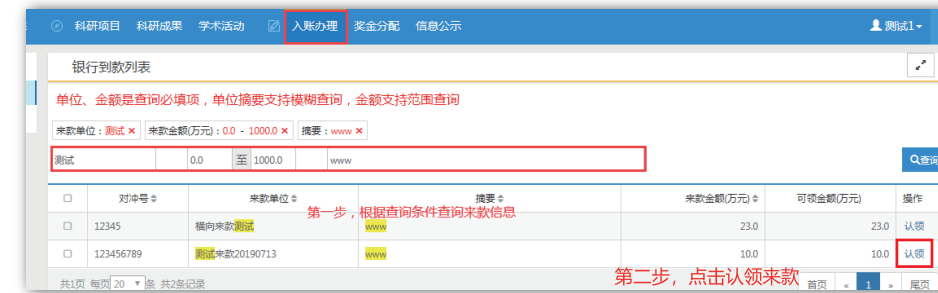 科研项目 科研成果 学术活动 入账办理 奖金分配 信息公示 测试1
银行到款列表
单位、金额是查询必填项，单位摘要支持模糊查询，金额支持范围查询
来款单位：测试 × 来款金额(万元)：0.0 - 1000.0 × 摘要：www ×
测试 0.0 至 1000.0 www 查询
对冲号 来款单位 摘要 来款金额(万元) 可领金额(万元) 操作
第一步，根据查询条件查询来款信息
12345 横向来款测试 www 23.0 23.0 认领
123456789 测试来款20190713 www 10.0 10.0 认领
第二步，点击认领来款
共1页 每页 20 条 共2条记录 首页 « 1 » 尾页